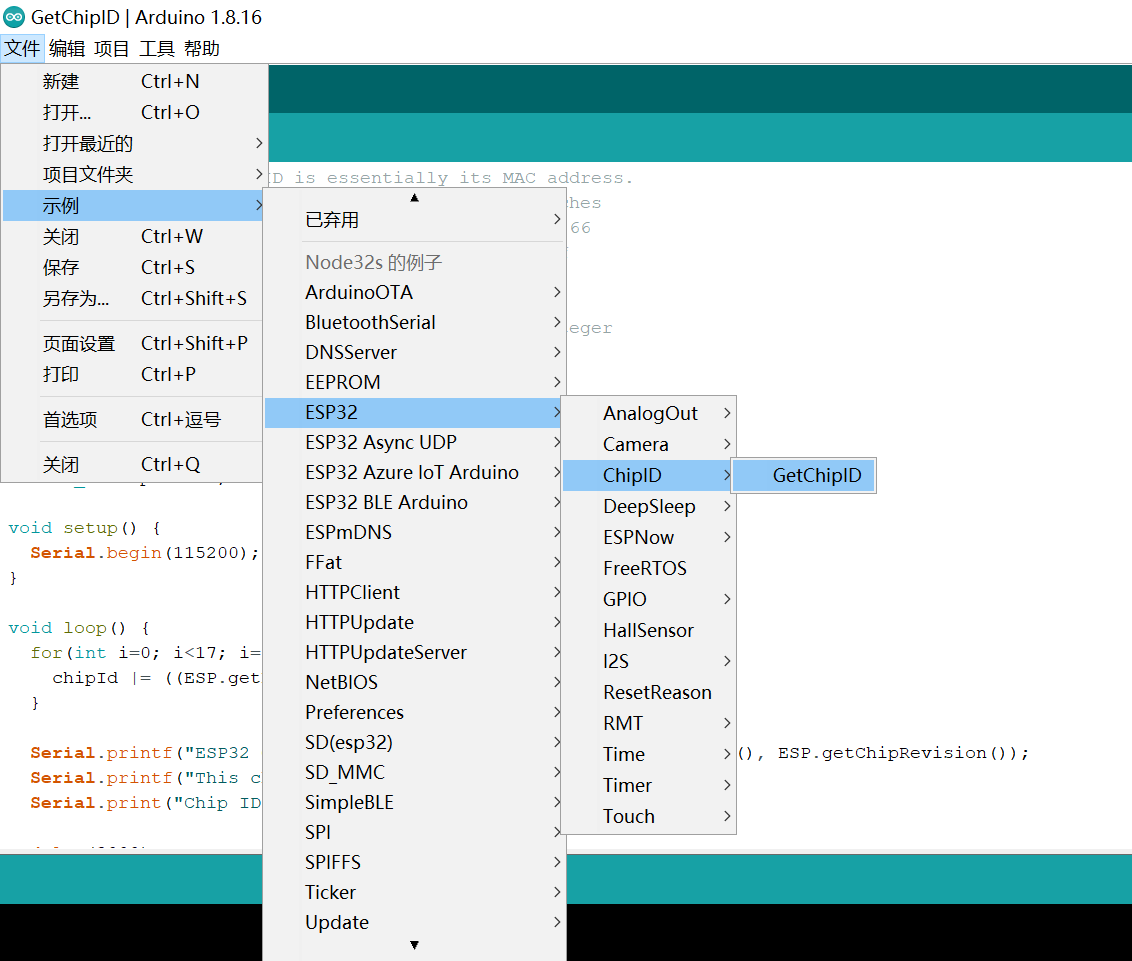 GetChipID | Arduino 1.8.16
文件 编辑 项目 工具 帮助
新建 Ctrl+N
打开... Ctrl+O
打开最近的
项目文件夹
示例
关闭 Ctrl+W
保存 Ctrl+S
另存为... Ctrl+Shift+S
页面设置 Ctrl+Shift+P
打印 Ctrl+P
首选项 Ctrl+逗号
关闭 Ctrl+Q
已弃用
Node32s 的例子
ArduinoOTA
BluetoothSerial
DNSServer
EEPROM
ESP32
ESP32 Async UDP
ESP32 Azure IoT Arduino
ESP32 BLE Arduino
ESPmDNS
FFat
HTTPClient
HTTPUpdate
HTTPUpdateServer
NetBIOS
Preferences
SD(esp32)
SD_MMC
SimpleBLE
SPI
SPIFFS
Ticker
Update
AnalogOut
Camera
ChipID
DeepSleep
ESPNow
FreeRTOS
GPIO
HallSensor
I2S
ResetReason
RMT
Time
Timer
Touch
GetChipID
ID is essentially its MAC address.
ches
66
eger
void setup() {
Serial.begin(115200);
}
void loop() {
for(int i=0; i<17; i=
chipId |= ((ESP.get
}
Serial.printf("ESP32 (), ESP.getChipRevision());
Serial.printf("This c
Serial.print("Chip ID